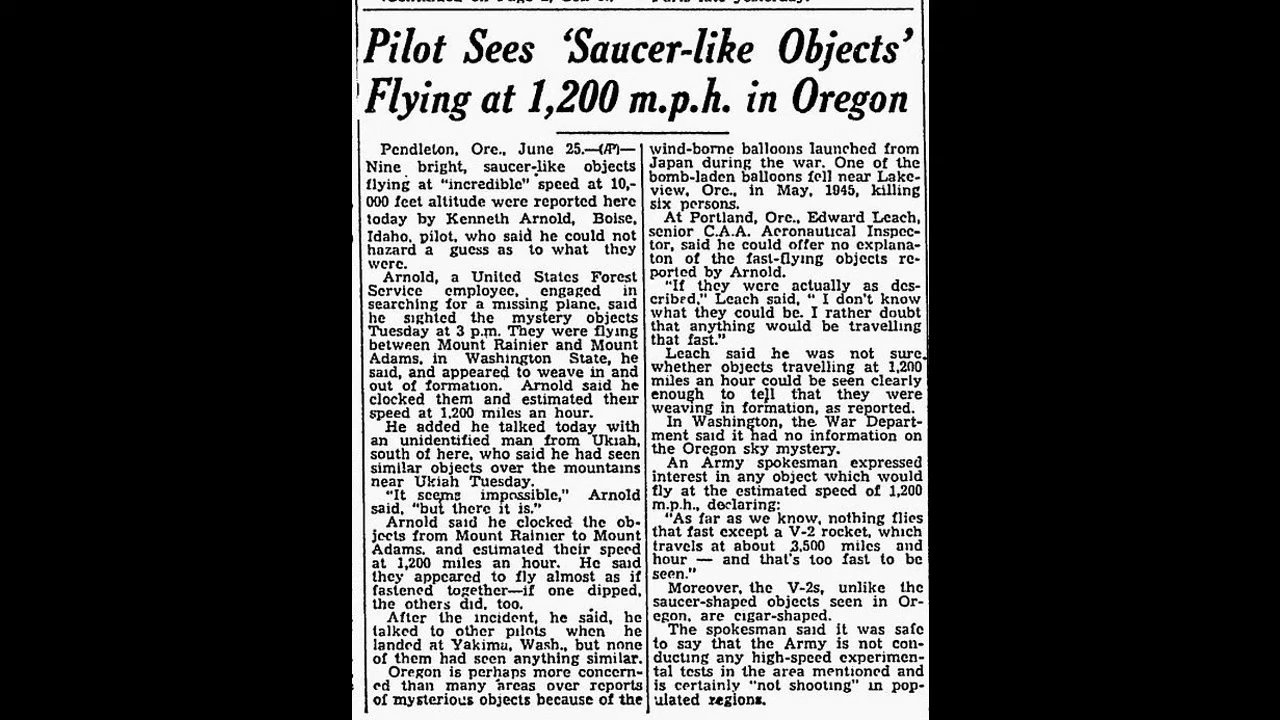 Pilot Sees 'Saucer-like Objects'
Flying at 1,200 m.p.h. in Oregon
Pendleton, Ore., June 25.—(AP)—
Nine bright, saucer-like objects
flying at "incredible" speed at 10,-
000 feet altitude were reported here
today by Kenneth Arnold, Boise,
Idaho, pilot, who said he could not
hazard a guess as to what they
were.
Arnold, a United States Forest
Service employee, engaged in
searching for a missing plane, said
he sighted the mystery objects
Tuesday at 3 p.m. They were flying
between Mount Rainier and Mount
Adams, in Washington State, he
said, and appeared to weave in and
out of formation. Arnold said he
clocked them and estimated their
speed at 1,200 miles an hour.
He added he talked today with
an unidentified man from Ukiah,
south of here, who said he had seen
similar objects over the mountains
near Ukiah Tuesday.
"It seems impossible," Arnold
said, "but there it is."
Arnold said he clocked the ob-
jects from Mount Rainier to Mount
Adams, and estimated their speed
at 1,200 miles an hour. He said
they appeared to fly almost as if
fastened together—if one dipped,
the others did, too.
After the incident, he said, he
talked to other pilots when he
landed at Yakima, Wash., but none
of them had seen anything similar.
Oregon is perhaps more concern-
ed than many areas over reports
of mysterious objects because of the
wind-borne balloons launched from
Japan during the war. One of the
bomb-laden balloons fell near Lake-
view, Ore., in May, 1945, killing
six persons.
At Portland, Ore., Edward Leach,
senior C.A.A. Aeronautical Inspec-
tor, said he could offer no explana-
ton of the fast-flying objects re-
ported by Arnold.
"If they were actually as des-
cribed," Leach said, " I don't know
what they could be. I rather doubt
that anything would be travelling
that fast."
Leach said he was not sure.
whether objects travelling at 1,200
miles an hour could be seen clearly
enough to tell that they were
weaving in formation, as reported.
In Washington, the War Depart-
ment said it had no information on
the Oregon sky mystery.
An Army spokesman expressed
interest in any object which would
fly at the estimated speed of 1,200
m.p.h., declaring:
"As far as we know, nothing flies
that fast except a V-2 rocket, which
travels at about 3,500 miles and
hour — and that's too fast to be
seen."
Moreover, the V-2s, unlike the
saucer-shaped objects seen in Or-
egon, are cigar-shaped.
The spokesman said it was safe
to say that the Army is not con-
ducting any high-speed experimen-
tal tests in the area mentioned and
is certainly "not shooting" in pop-
ulated regions.